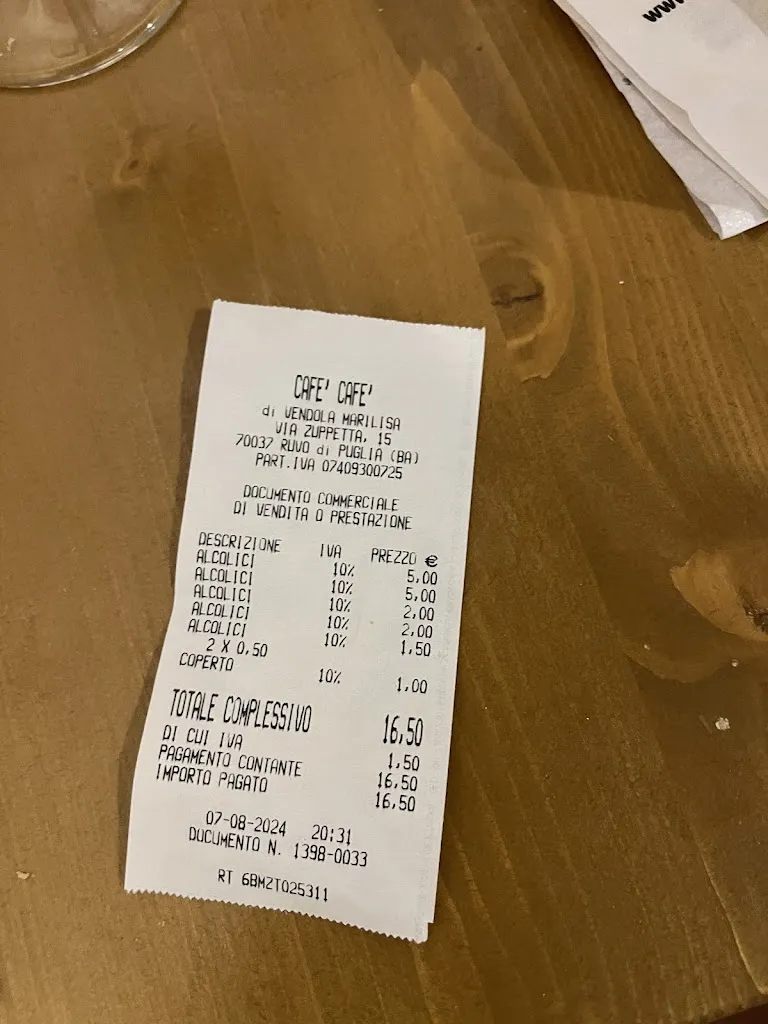 www
CAFE' CAFE'
di VENDOLA MARILISA
VIA ZUPPETTA, 15
70037 RUVO di PUGLIA (BA)
PART.IVA 07409300725
DOCUMENTO COMMERCIALE
DI VENDITA O PRESTAZIONE
DESCRIZIONE IVA PREZZO €
ALCOLICI 10% 5,00
ALCOLICI 10% 5,00
ALCOLICI 10% 2,00
ALCOLICI 10% 2,00
ALCOLICI 10% 1,50
2 X 0,50
COPERTO 10% 1,00
TOTALE COMPLESSIVO 16,50
DI CUI IVA 1,50
PAGAMENTO CONTANTE 16,50
IMPORTO PAGATO 16,50
07-08-2024 20:31
DOCUMENTO N. 1398-0033
RT 6BMZT025311